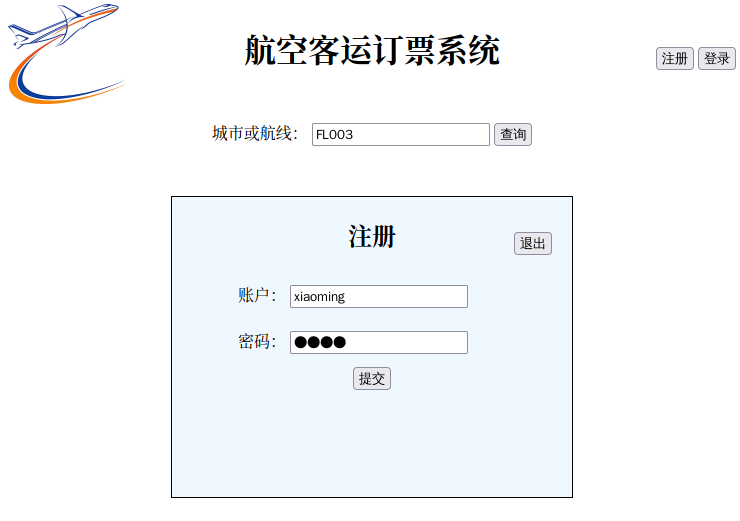 航空客运订票系统
注册 登录
城市或航线： FL003 查询
注册
退出
账户： xiaoming
密码： ●●●●
提交